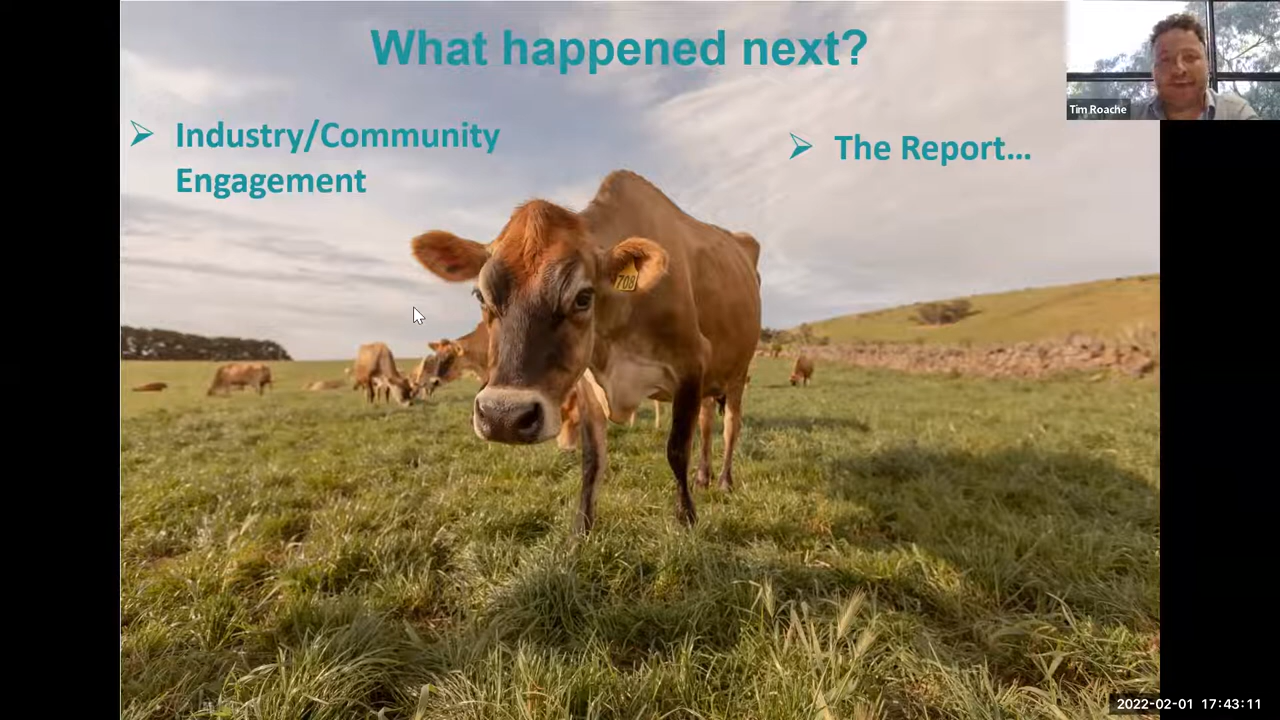 What happened next?
Tim Roache
Industry/Community
Engagement
The Report...
708
2022-02-01 17:43:11